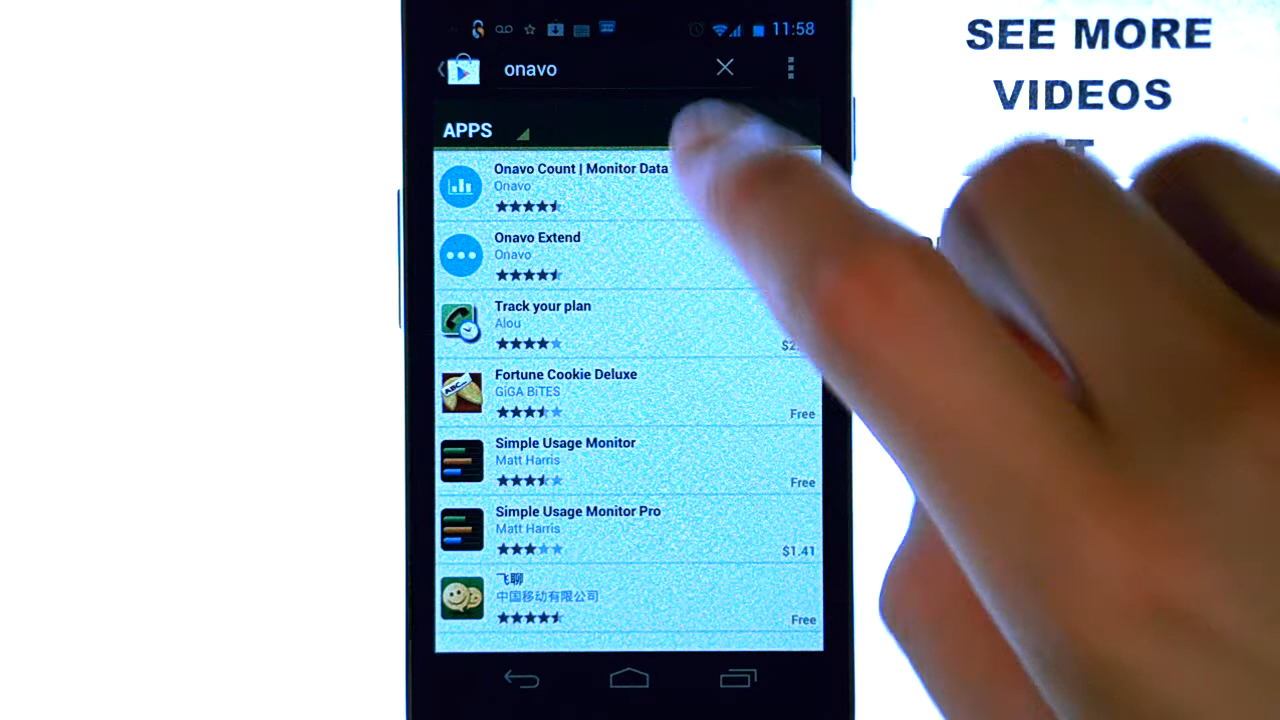 11:58
onavo
APPS
Onavo Count | Monitor Data
Onavo
Onavo Extend
Onavo
Track your plan
Alou
Fortune Cookie Deluxe
GiGA BiTES
Free
Simple Usage Monitor
Matt Harris
Free
Simple Usage Monitor Pro
Matt Harris
$1.41
飞聊
中国移动有限公司
Free
SEE MORE
VIDEOS
AT